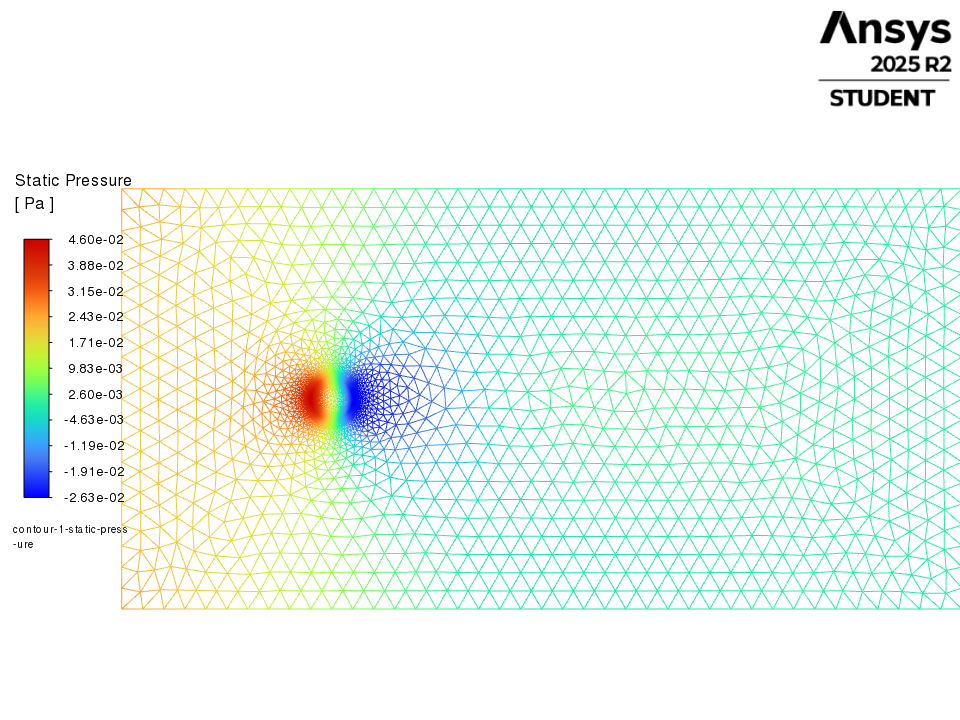 Ansys
2025 R2
STUDENT
Static Pressure
[ Pa ]
4.60e-02
3.88e-02
3.15e-02
2.43e-02
1.71e-02
9.83e-03
2.60e-03
-4.63e-03
-1.19e-02
-1.91e-02
-2.63e-02
contour-1-static-press
-ure